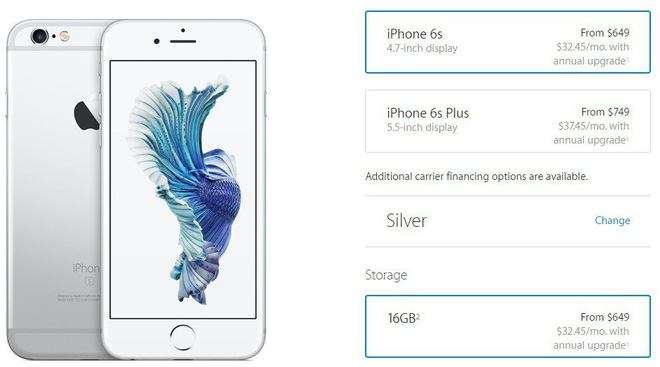 iPhon
S
iPhone 6s
From $649
4.7-inch display
$32.45/mo. with
annual upgrade¹
iPhone 6s Plus
From $749
5.5-inch display
$37.45/mo. with
annual upgrade¹
Additional carrier financing options are available.
Silver
Change
Storage
16GB²
From $649
$32.45/mo. with
annual upgrade¹